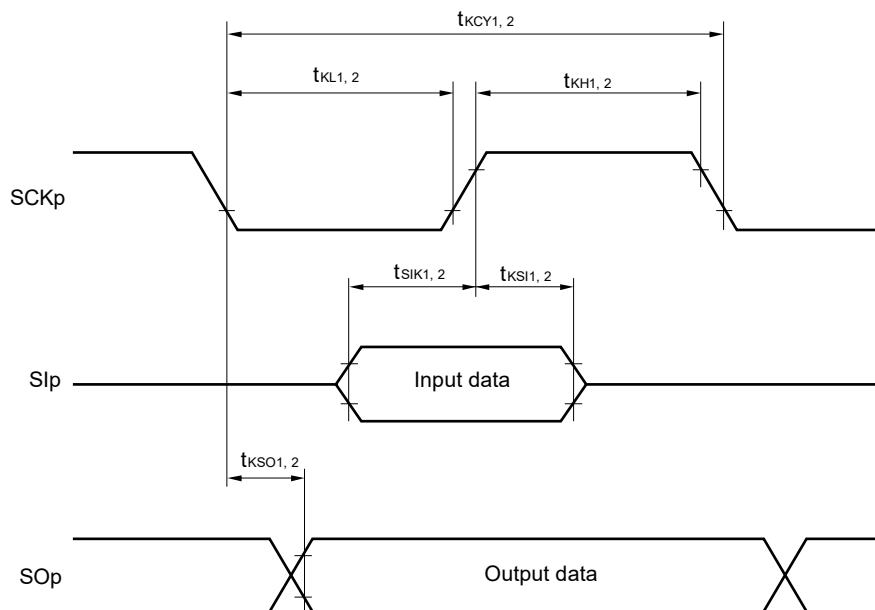 tKCY1, 2
tKL1, 2
tKH1, 2
SCKp
tSIK1, 2
tKSI1, 2
SIp
Input data
tKSO1, 2
SOp
Output data